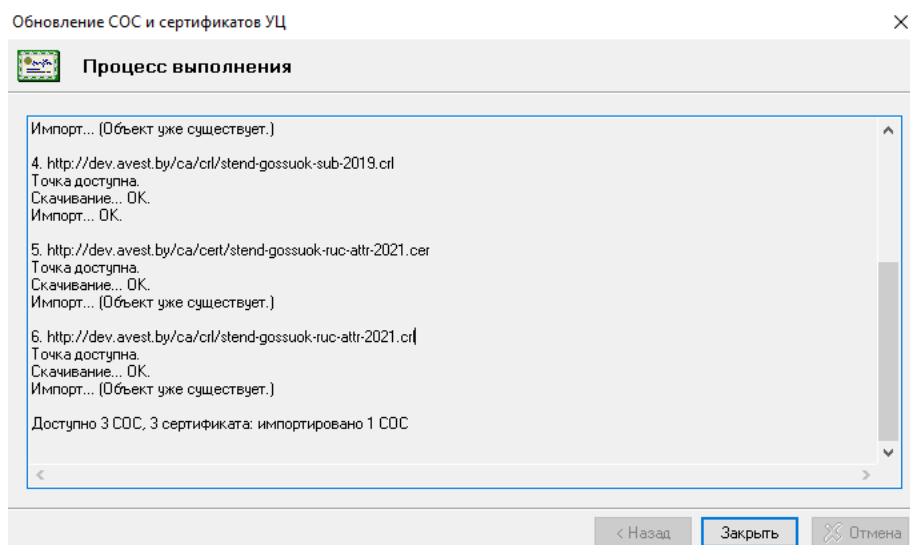 Обновление СОС и сертификатов УЦ
Процесс выполнения
Импорт... (Объект уже существует.)
4. http://dev.avest.by/ca/crl/stend-gossuok-sub-2019.crl
Точка доступна.
Скачивание... OK.
Импорт... OK.
5. http://dev.avest.by/ca/cert/stend-gossuok-ruc-attr-2021.cer
Точка доступна.
Скачивание... OK.
Импорт... (Объект уже существует.)
6. http://dev.avest.by/ca/crl/stend-gossuok-ruc-attr-2021.crl
Точка доступна.
Скачивание... OK.
Импорт... (Объект уже существует.)
Доступно 3 СОС, 3 сертификата: импортировано 1 СОС
< Назад
Закрыть
Отмена